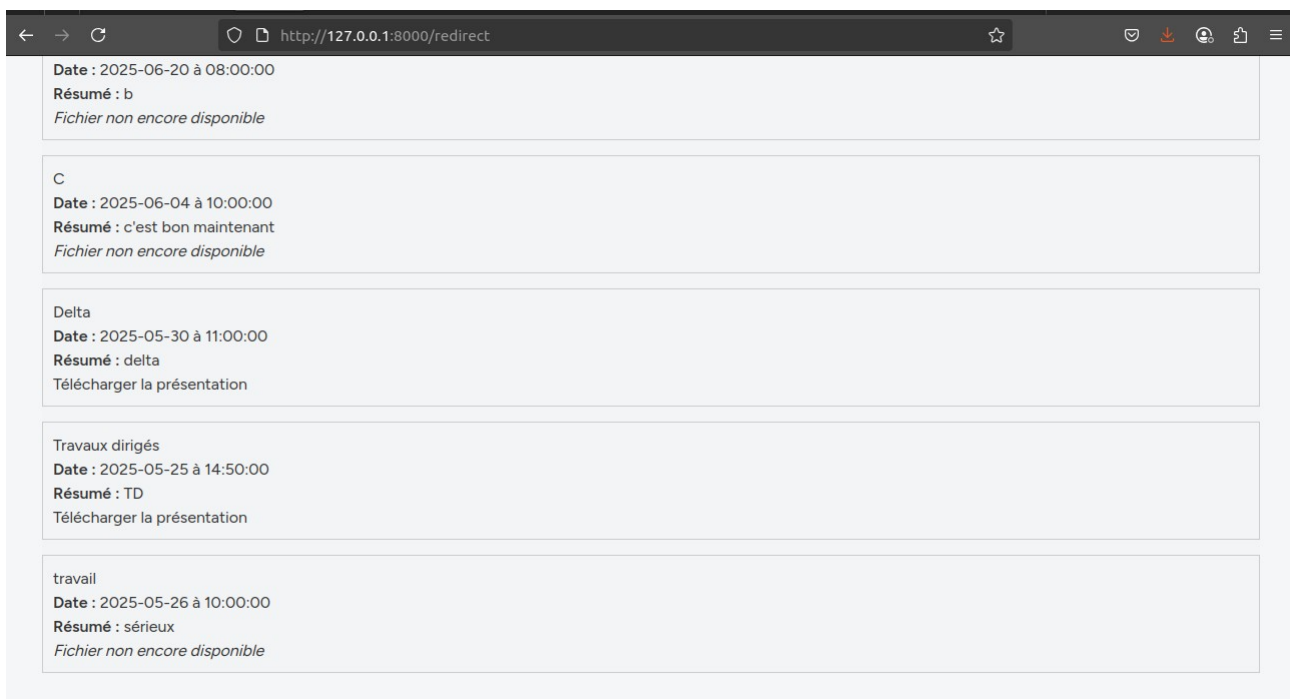 http://127.0.0.1:8000/redirect
Date : 2025-06-20 à 08:00:00
Résumé : b
Fichier non encore disponible
C
Date : 2025-06-04 à 10:00:00
Résumé : c'est bon maintenant
Fichier non encore disponible
Delta
Date : 2025-05-30 à 11:00:00
Résumé : delta
Télécharger la présentation
Travaux dirigés
Date : 2025-05-25 à 14:50:00
Résumé : TD
Télécharger la présentation
travail
Date : 2025-05-26 à 10:00:00
Résumé : sérieux
Fichier non encore disponible